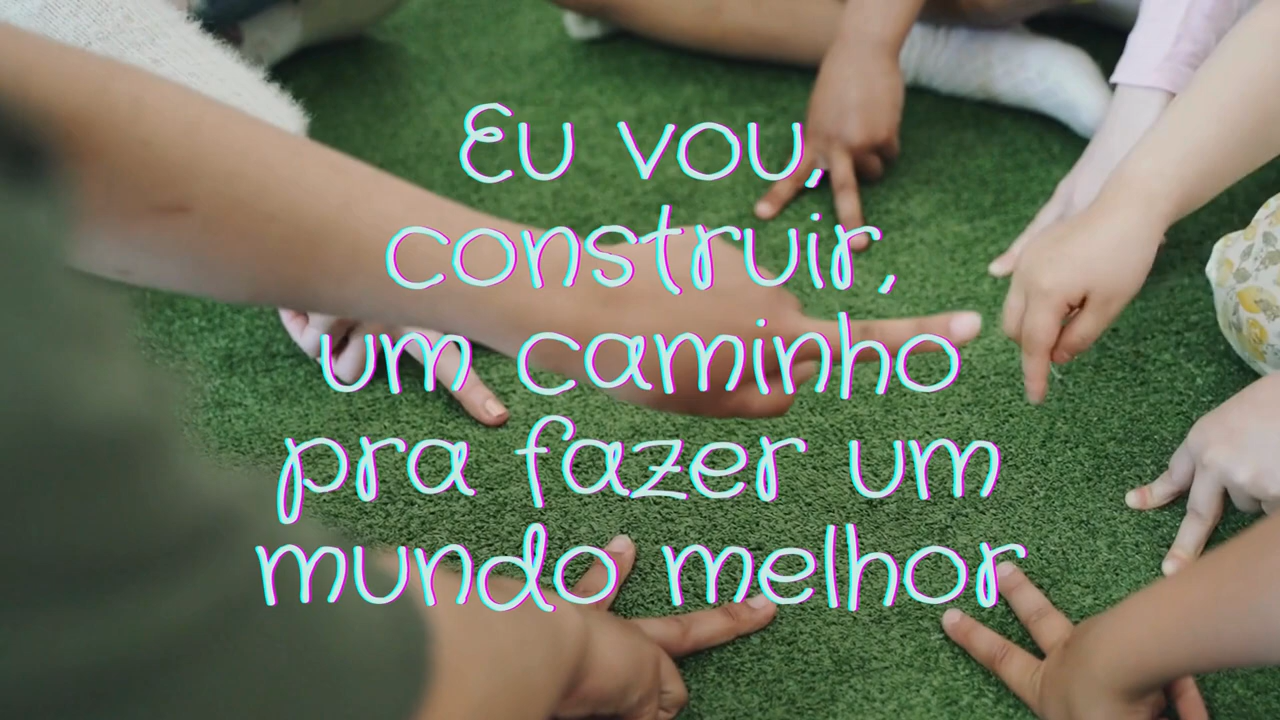 Eu vou,
construir,
um caminho
pra fazer um
mundo melhor